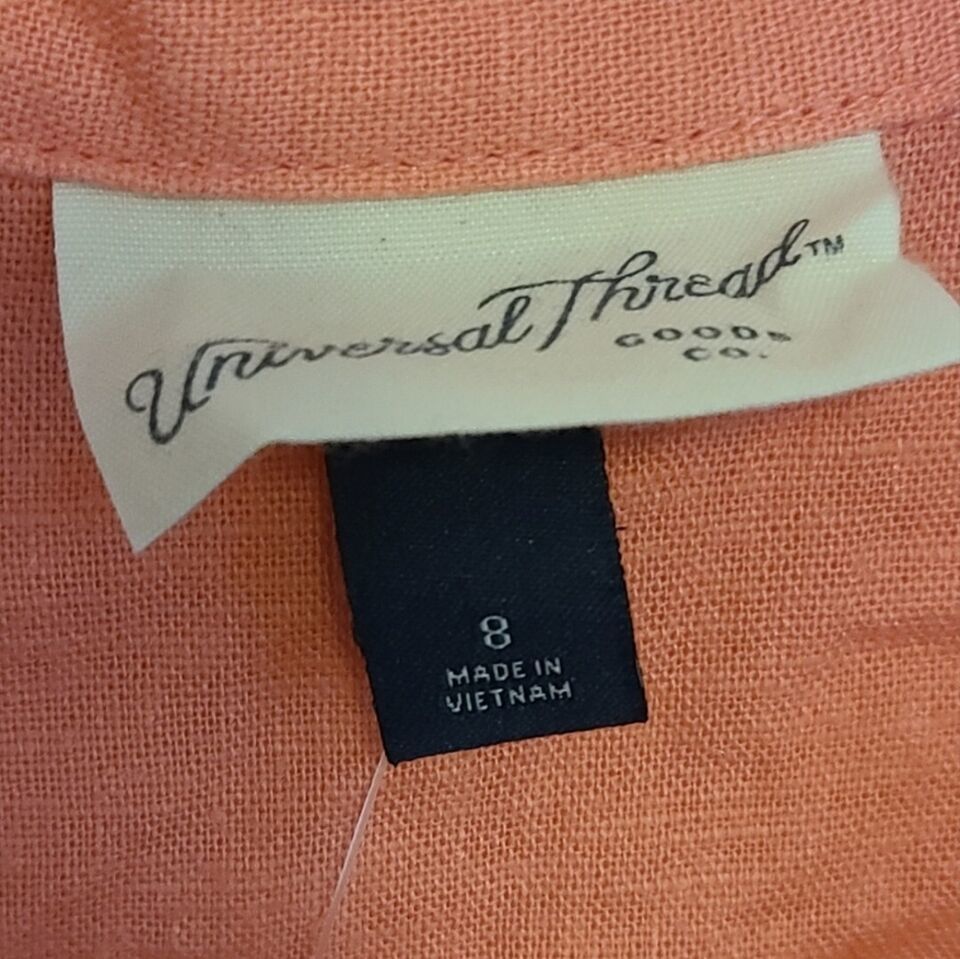 Universal Thread™
GOODS
CO.
8
MADE IN
VIETNAM